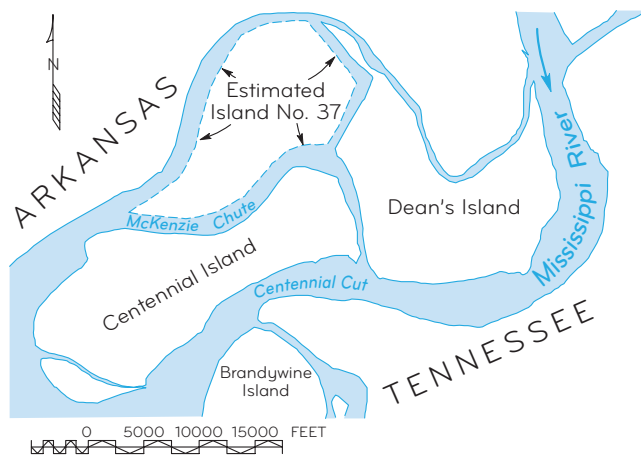 N
ARKANSAS
Estimated
Island No. 37
Mississippi River
Dean's Island
McKenzie Chute
Centennial Island
Centennial Cut
TENNESSEE
Brandywine
Island
0 5000 10000 15000 FEET